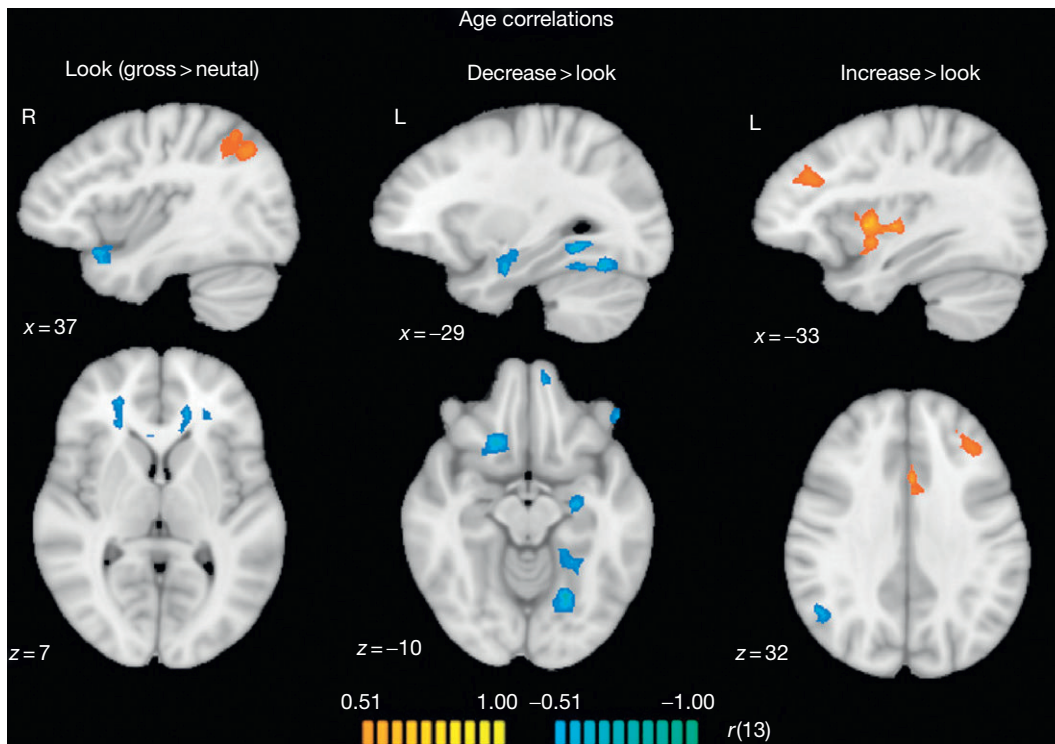 Age correlations
Look (gross > neutal)
Decrease > look
Increase > look
R
L
L
x = 37
x = −29
x = −33
z = 7
z = −10
z = 32
0.51 1.00 −0.51 −1.00
r(13)